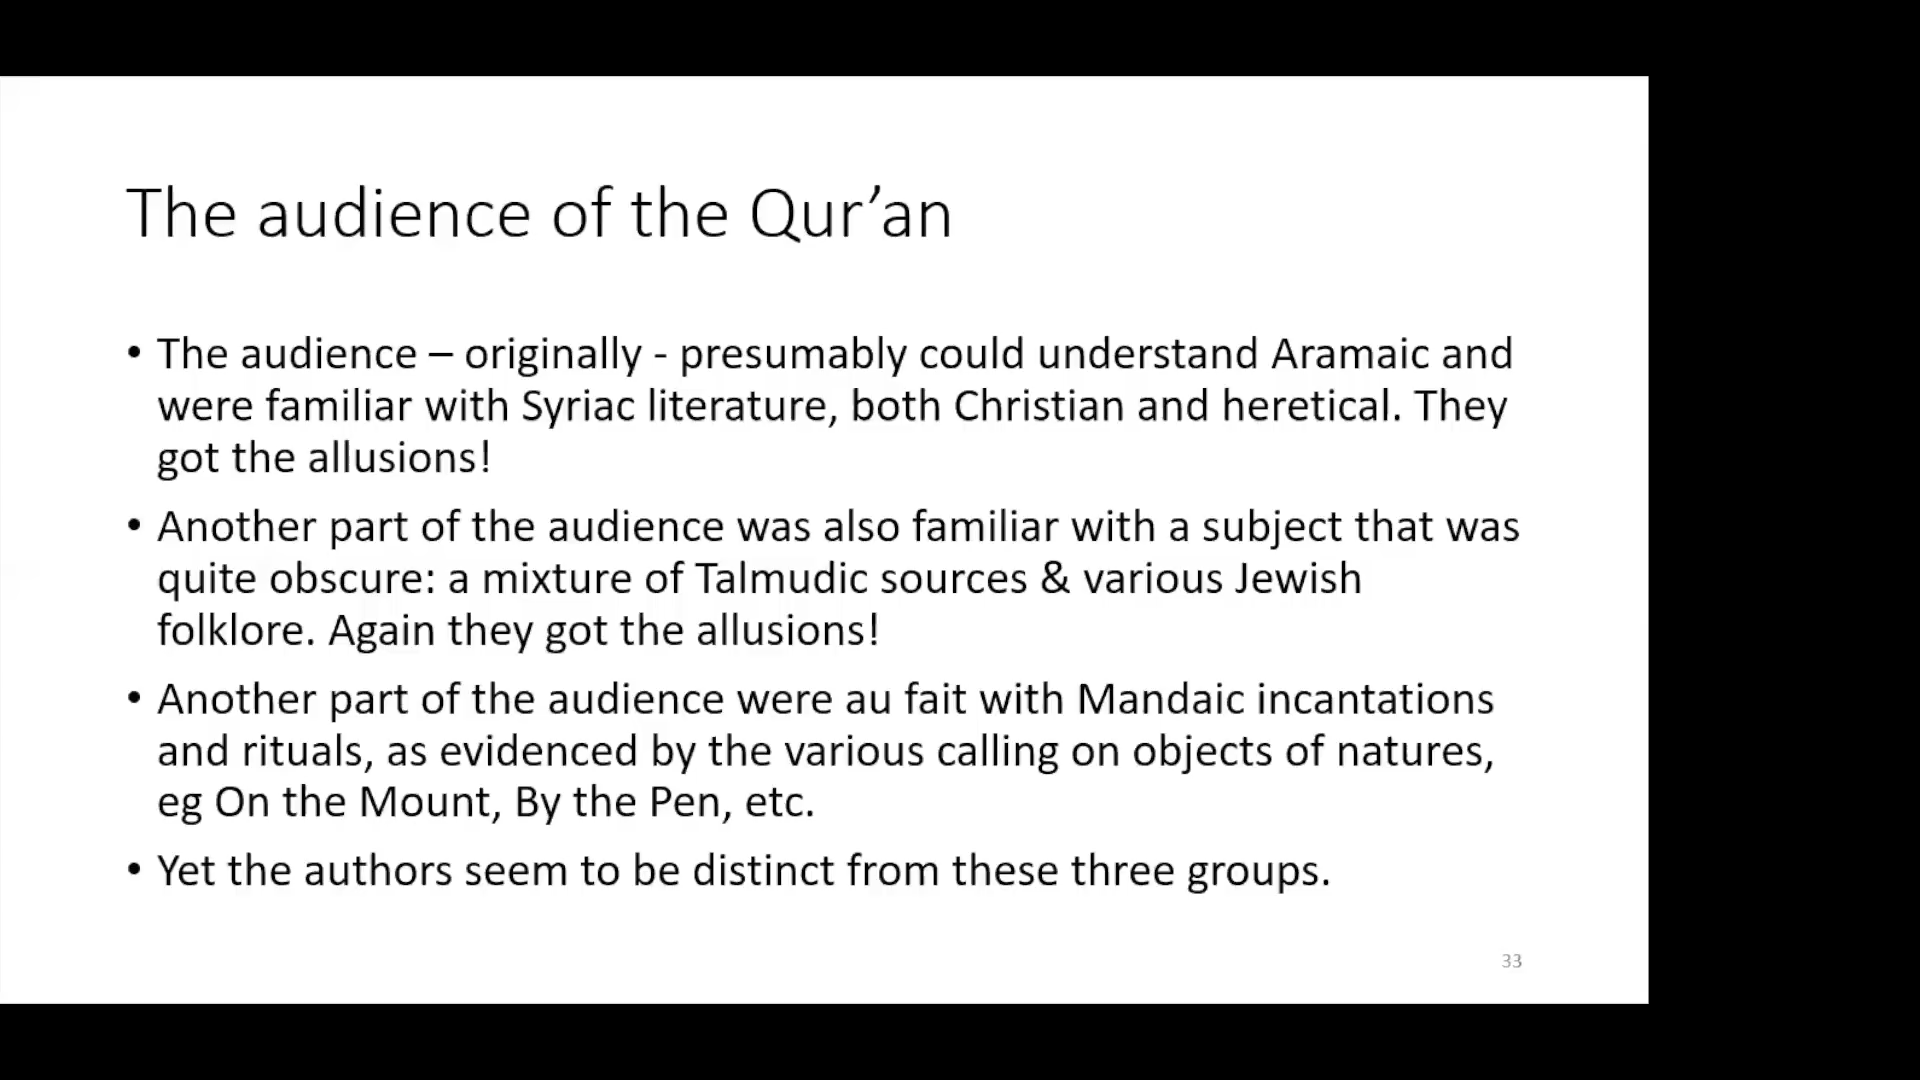 The audience of the Qur’an
• The audience – originally - presumably could understand Aramaic and
were familiar with Syriac literature, both Christian and heretical. They
got the allusions!
• Another part of the audience was also familiar with a subject that was
quite obscure: a mixture of Talmudic sources & various Jewish
folklore. Again they got the allusions!
• Another part of the audience were au fait with Mandaic incantations
and rituals, as evidenced by the various calling on objects of natures,
eg On the Mount, By the Pen, etc.
• Yet the authors seem to be distinct from these three groups.
33